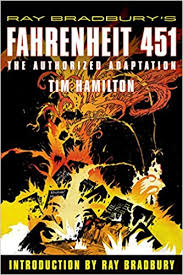 RAY BRADBURY'S
FAHRENHEIT 451
THE AUTHORIZED ADAPTATION
TIM HAMILTON
INTRODUCTION BY RAY BRADBURY